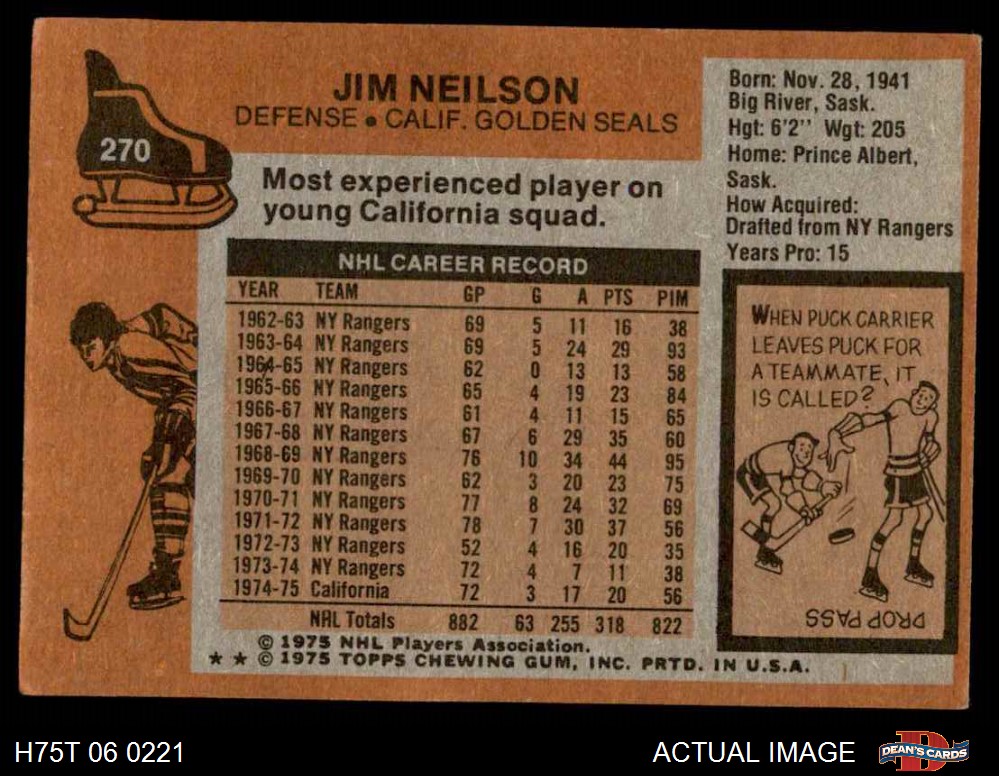 270
JIM NEILSON
DEFENSE • CALIF. GOLDEN SEALS
Most experienced player on
young California squad.
NHL CAREER RECORD
YEAR TEAM GP G A PTS PIM
1962-63 NY Rangers 69 5 11 16 38
1963-64 NY Rangers 69 5 24 29 93
1964-65 NY Rangers 62 0 13 13 58
1965-66 NY Rangers 65 4 19 23 84
1966-67 NY Rangers 61 4 11 15 65
1967-68 NY Rangers 67 6 29 35 60
1968-69 NY Rangers 76 10 34 44 95
1969-70 NY Rangers 62 3 20 23 75
1970-71 NY Rangers 77 8 24 32 69
1971-72 NY Rangers 78 7 30 37 56
1972-73 NY Rangers 52 4 16 20 35
1973-74 NY Rangers 72 4 7 11 38
1974-75 California 72 3 17 20 56
NHL Totals 882 63 255 318 822
© 1975 NHL Players Association.
★ ★ © 1975 TOPPS CHEWING GUM, INC. PRTD. IN U.S.A.
Born: Nov. 28, 1941
Big River, Sask.
Hgt: 6'2" Wgt: 205
Home: Prince Albert,
Sask.
How Acquired:
Drafted from NY Rangers
Years Pro: 15
WHEN PUCK CARRIER
LEAVES PUCK FOR
A TEAMMATE, IT
IS CALLED?
DROP PASS
H75T 06 0221
ACTUAL IMAGE
D
DEAN'S CARDS